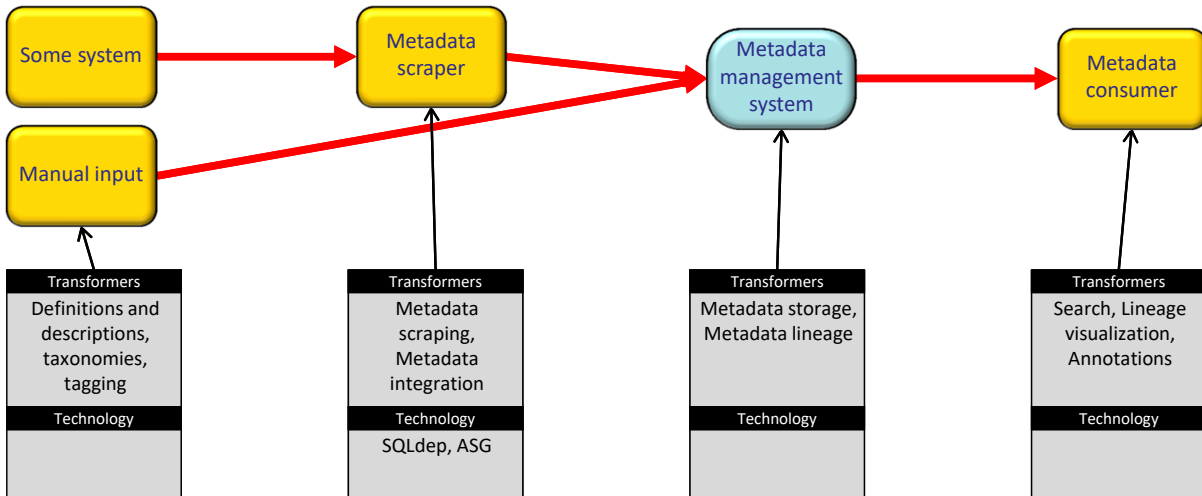 Some system
Metadata
scraper
Metadata
management
system
Metadata
consumer
Manual input
Transformers
Definitions and
descriptions,
taxonomies,
tagging
Technology
Transformers
Metadata
scraping,
Metadata
integration
Technology
SQLdep, ASG
Transformers
Metadata storage,
Metadata lineage
Technology
Transformers
Search, Lineage
visualization,
Annotations
Technology